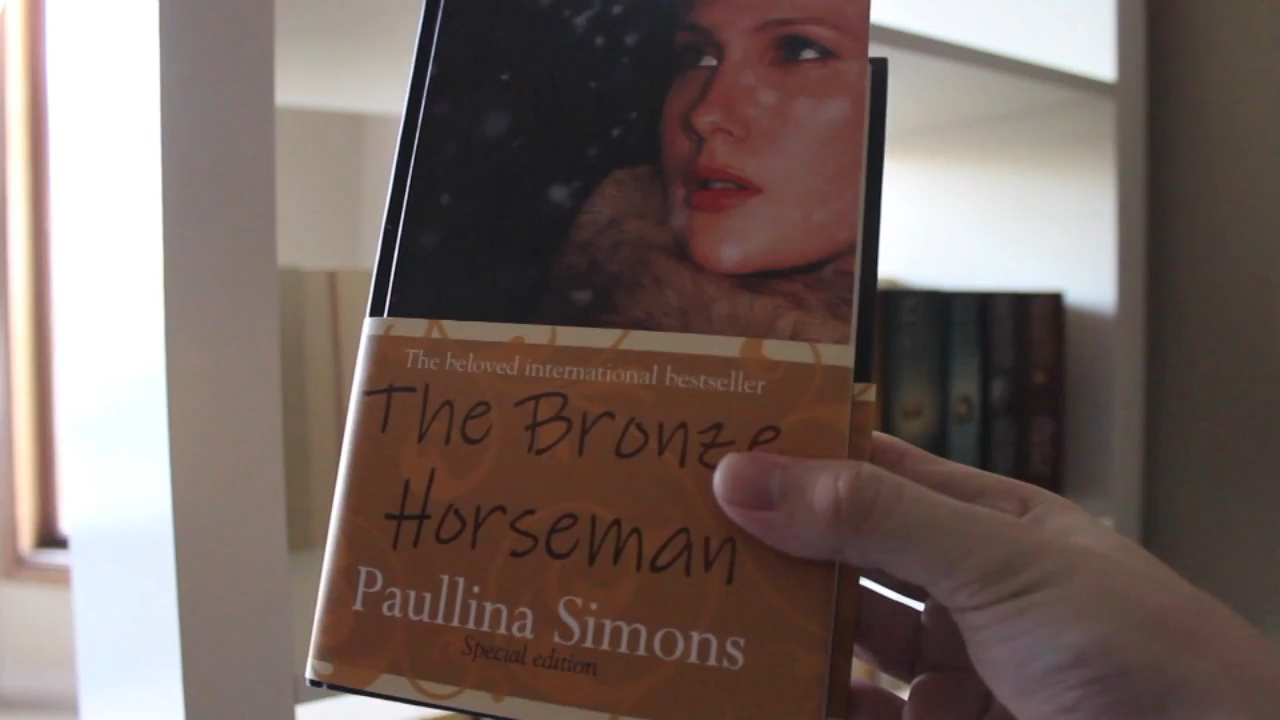 The beloved international bestseller
The Bronze
Horseman
Paullina Simons
Special edition